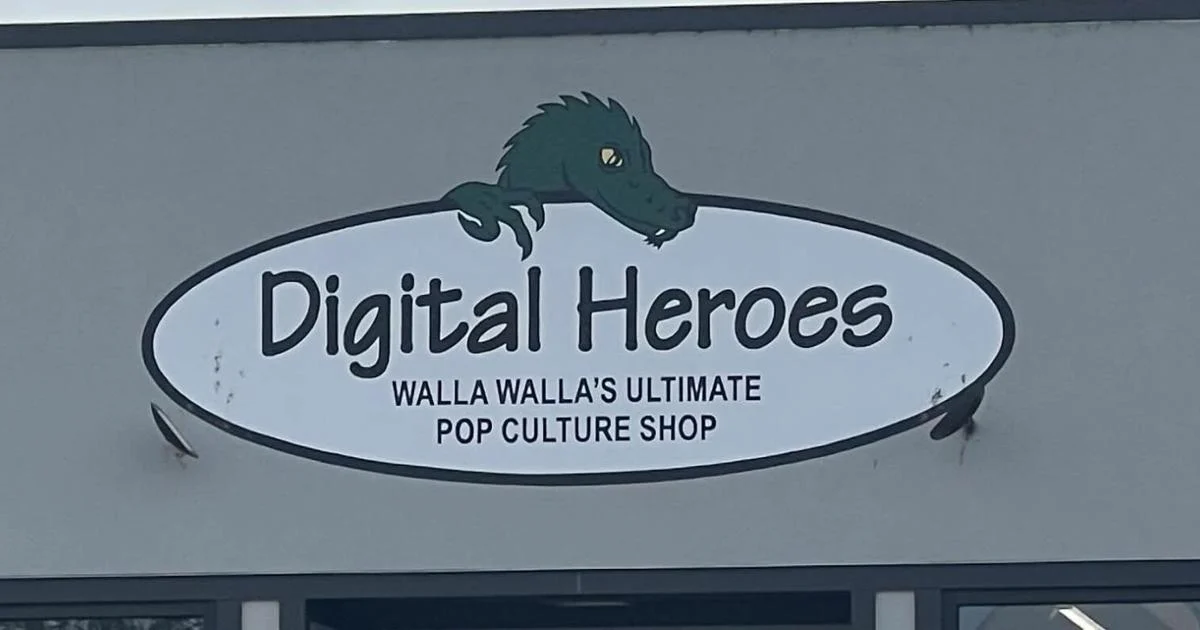 Digital Heroes
WALLA WALLA'S ULTIMATE
POP CULTURE SHOP